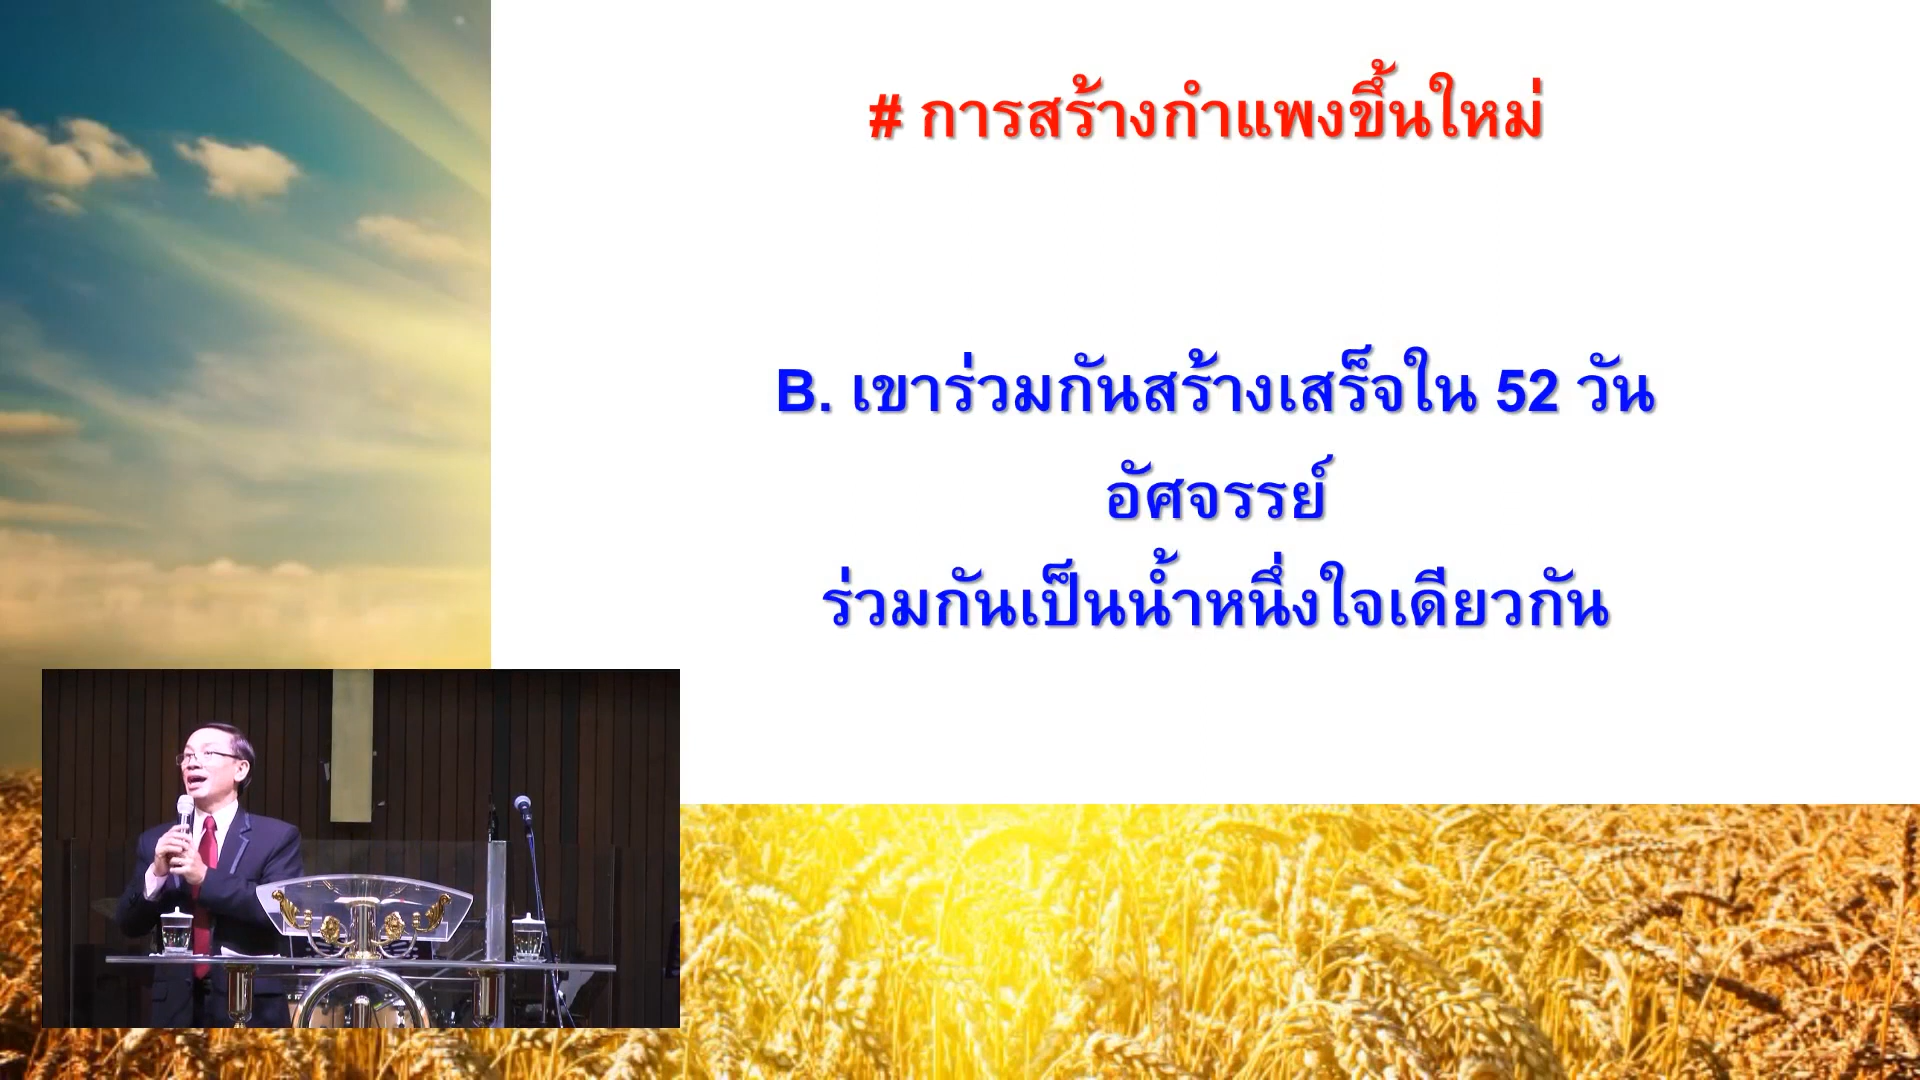 # การสร้างกำแพงขึ้นใหม่
B. เขาร่วมกันสร้างเสร็จใน 52 วัน
อัศจรรย์
ร่วมกันเป็นน้ำหนึ่งใจเดียวกัน